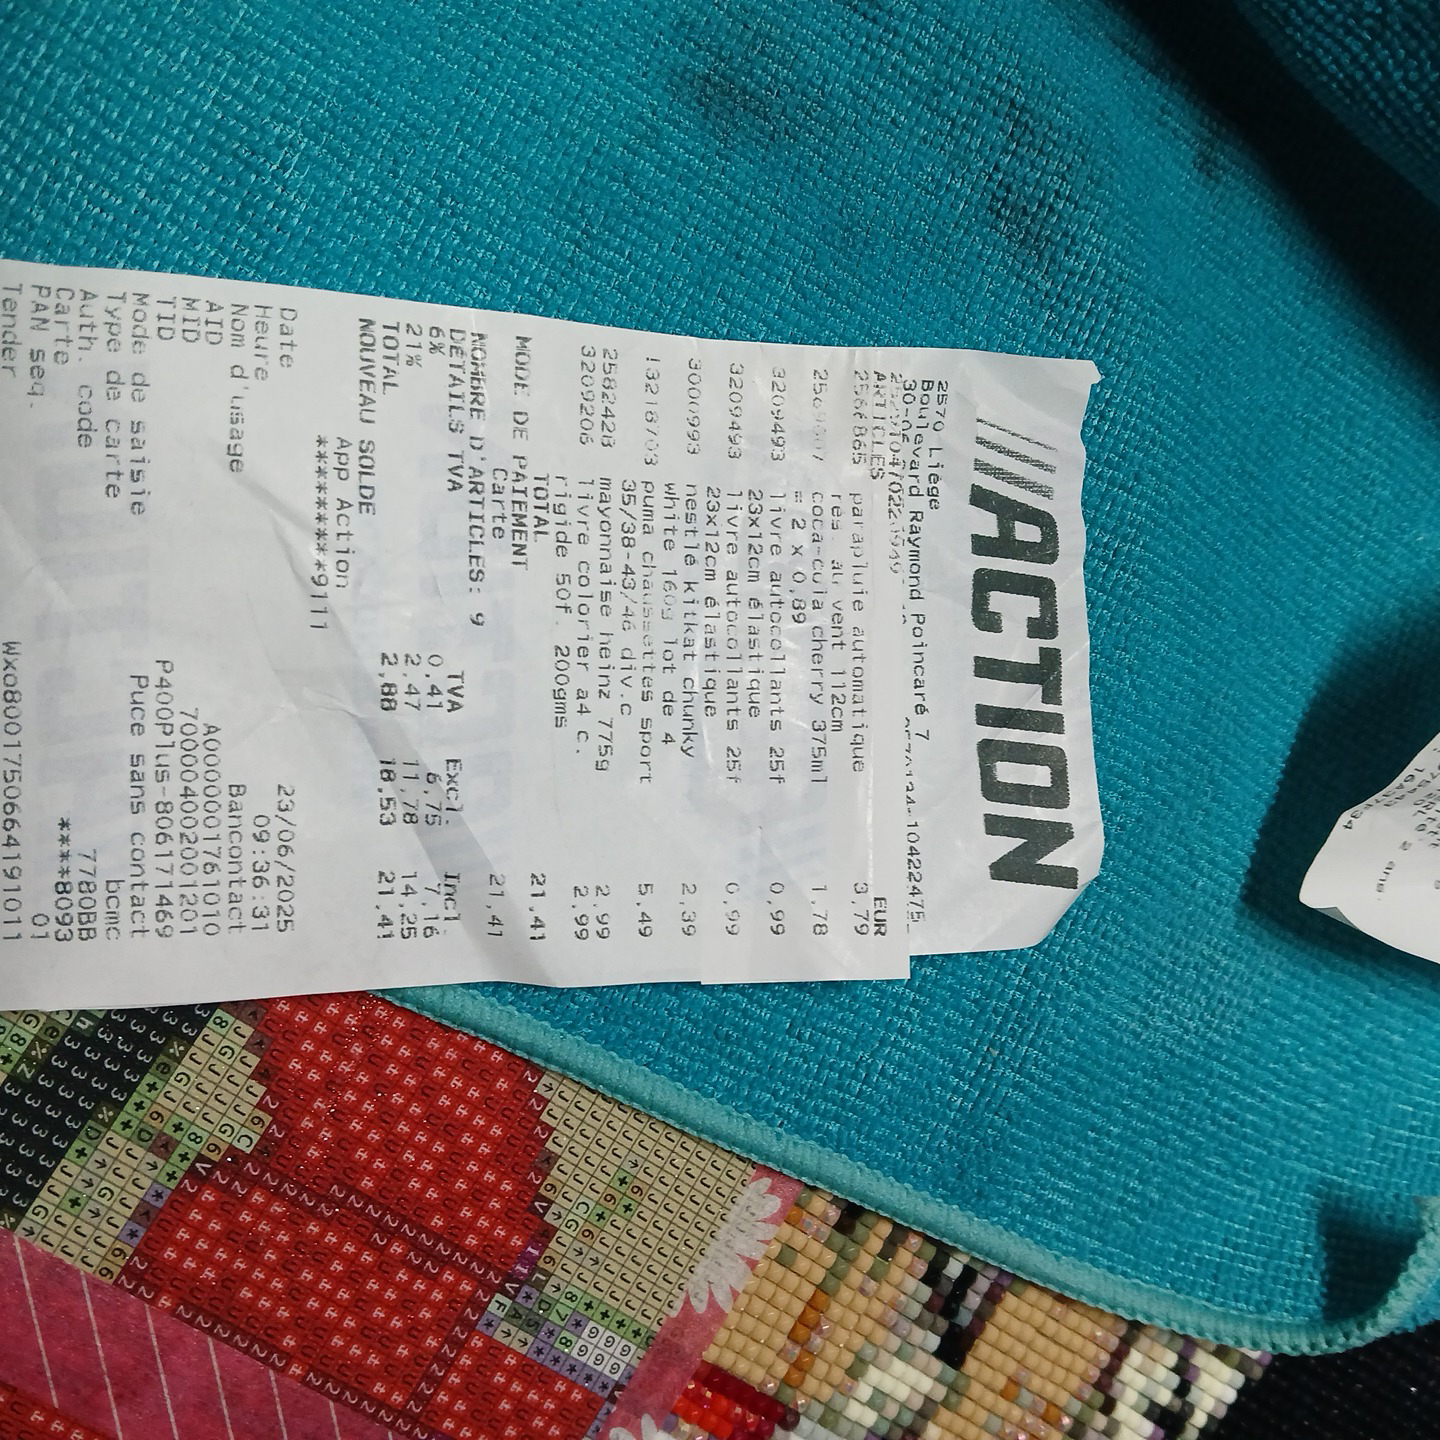 ///ACTION
2570 Liège
Boulevard Raymond Poincaré 7
ARTICLES EUR
2566865 parapluie automatique 3,79
rés. au vent 112cm
coca-cola cherry 375ml 1,78
= 2 x 0,89
3209493 livre autocollants 25f 0,99
23x12cm élastique
3209493 livre autocollants 25f 0,99
23x12cm élastique
3000993 nestlé kitkat chunky 2,39
white 160g lot de 4
puma chaussettes sport 5,49
35/38-43/46 div.c
2582428 mayonnaise heinz 775g 2,99
3209206 livre colorier a4 c. 2,99
rigide 50f. 200gms
TOTAL 21,41
MODE DE PAIEMENT
Carte 21,41
NOMBRE D'ARTICLES: 9
DÉTAILS TVA TVA Excl. Incl.
6% 0,41 6,75 7,16
21% 2,47 11,78 14,25
TOTAL 2,88 18,53 21,41
NOUVEAU SOLDE
App Action
*********9111
Date 23/06/2025
Heure 09:36:31
Nom d'usage Bancontact
AID A0000001761010
MID 700004002001201
TID P400Plus-806171469
Mode de saisie Puce sans contact
Type de carte bcmc
Auth. code 7780BB
Carte ****8093
PAN seq. 01
Tender Wxo8001750664191011